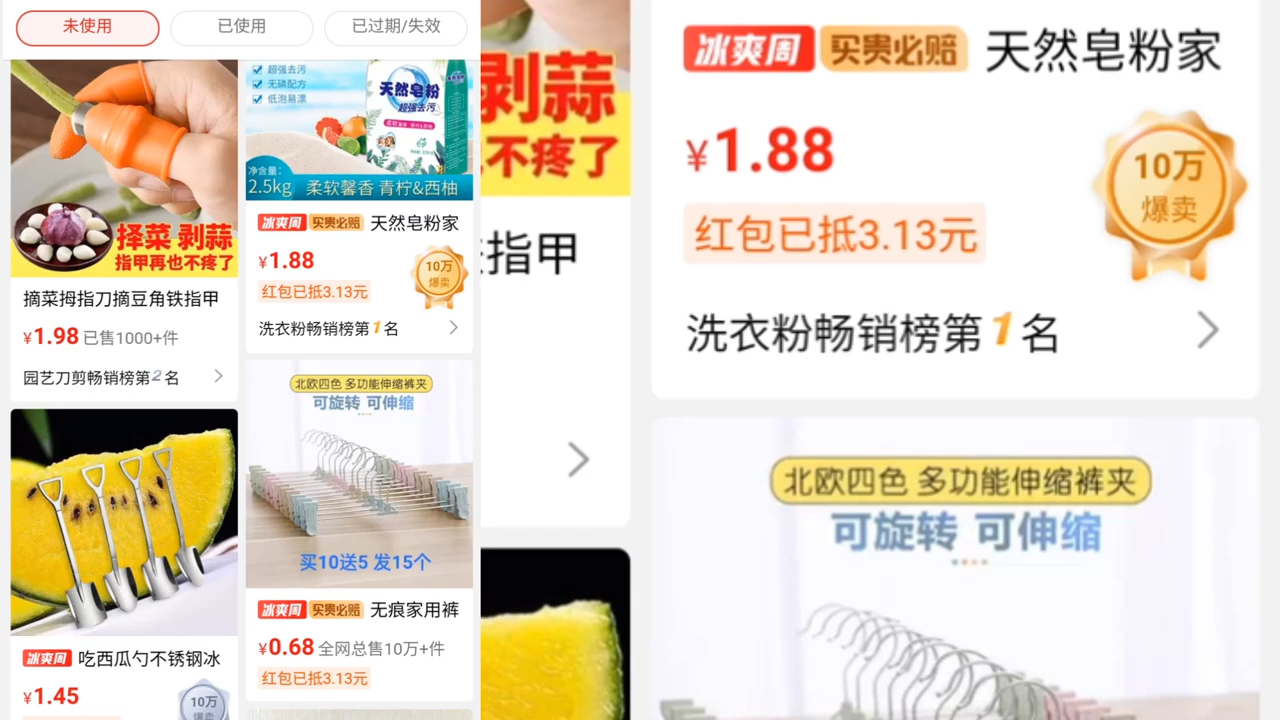 未使用
已使用
已过期/失效
择菜 剥蒜
指甲再也不疼了
摘菜拇指刀摘豆角铁指甲
¥1.98 已售1000+件
园艺刀剪畅销榜第2名
冰爽周 吃西瓜勺不锈钢冰
¥1.45
10万
爆卖
超强去污
无磷配方
低泡易漂
天然皂粉
超强去污
净含量:
2.5kg 柔软馨香 青柠&西柚
冰爽周 买贵必赔 天然皂粉家
¥1.88
红包已抵3.13元
10万
爆卖
洗衣粉畅销榜第1名
北欧四色 多功能伸缩裤夹
可旋转 可伸缩
买10送5 发15个
冰爽周 买贵必赔 无痕家用裤
¥0.68 全网总售10万+件
红包已抵3.13元
剥蒜
不疼了
指甲
冰爽周 买贵必赔 天然皂粉家
¥1.88
红包已抵3.13元
10万
爆卖
洗衣粉畅销榜第1名
北欧四色 多功能伸缩裤夹
可旋转 可伸缩